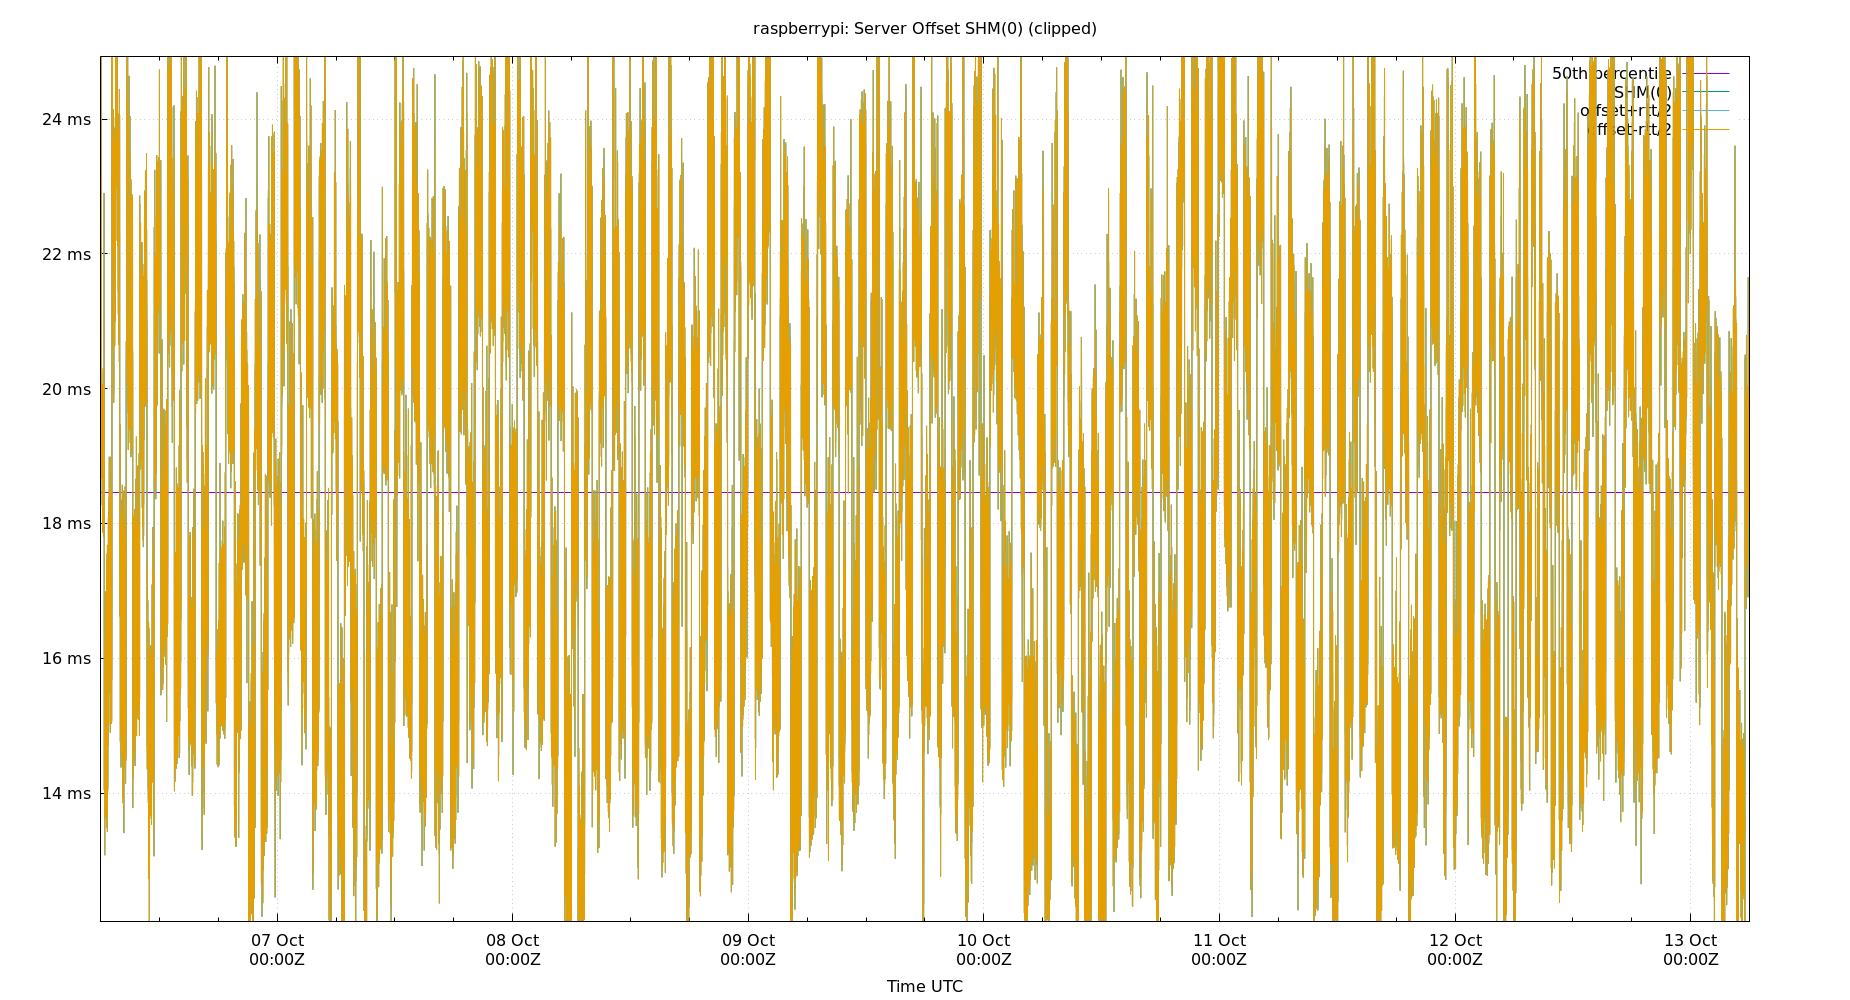 raspberrypi: Server Offset SHM(0) (clipped)
50th percentile
SHM(0)
offset+rtt/2
offset-rtt/2
24 ms
22 ms
20 ms
18 ms
16 ms
14 ms
07 Oct 08 Oct 09 Oct 10 Oct 11 Oct 12 Oct 13 Oct
00:00Z 00:00Z 00:00Z 00:00Z 00:00Z 00:00Z 00:00Z
Time UTC